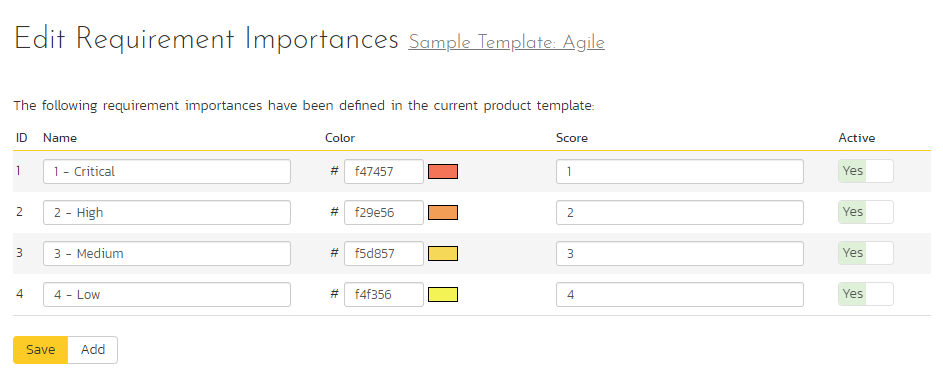 Edit Requirement Importances Sample Template: Agile
The following requirement importances have been defined in the current product template:
ID Name Color Score Active
1 1 - Critical # f47457 1 Yes
2 2 - High # f29e56 2 Yes
3 3 - Medium # f5d857 3 Yes
4 4 - Low # f4f356 4 Yes
Save Add